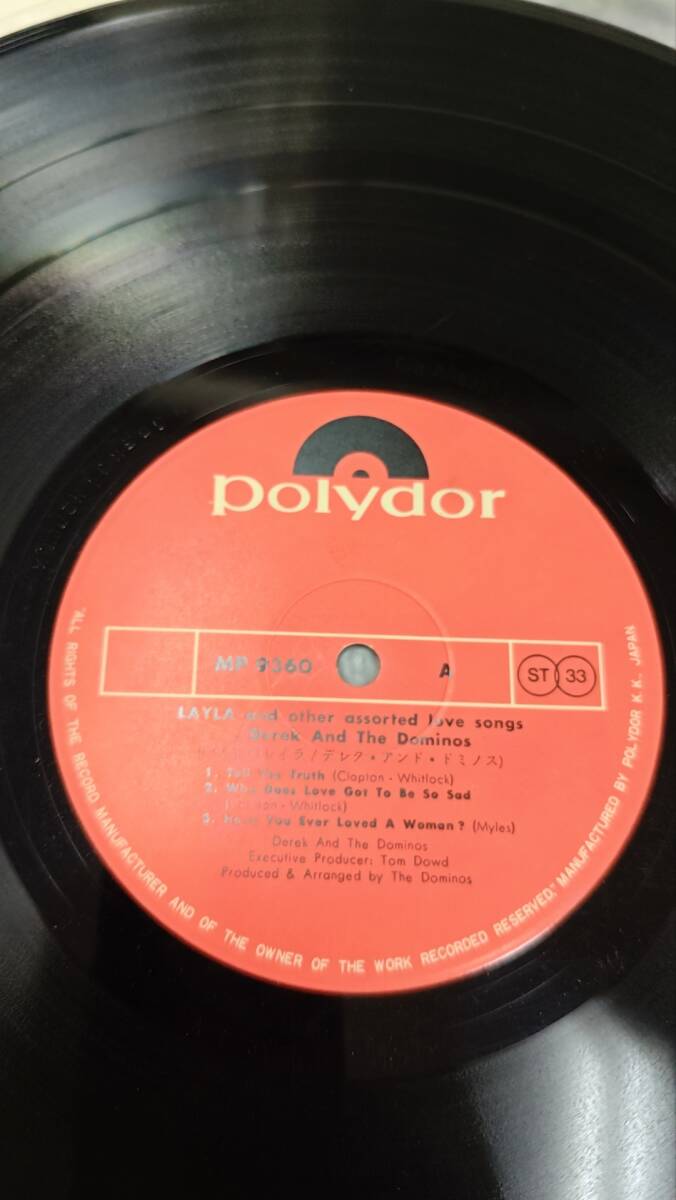 polydor
MP 9360 A ST 33
LAYLA and other assorted love songs
Derek And The Dominos
レイラ/デレク・アンド・ドミノス)
1. Tell The Truth (Clapton - Whitlock)
2. Why Does Love Got To Be So Sad
(Clapton - Whitlock)
3. Have You Ever Loved A Woman? (Myles)
Derek And The Dominos
Executive Producer: Tom Dowd
Produced & Arranged by The Dominos
"ALL RIGHTS OF THE RECORD MANUFACTURER AND OF THE OWNER OF THE WORK RECORDED RESERVED," MANUFACTURED BY POLYDOR K.K. JAPAN